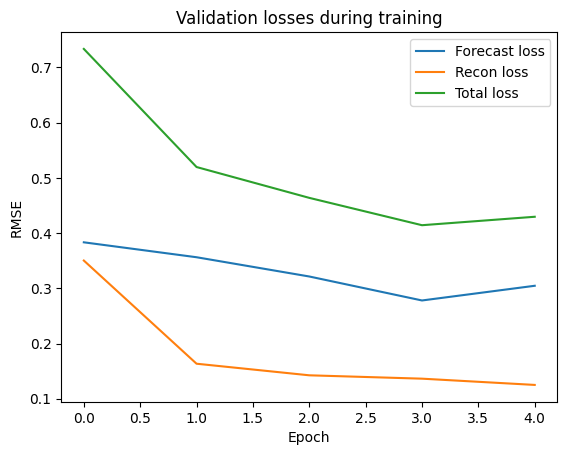 Validation losses during training
Forecast loss
Recon loss
Total loss
RMSE
0.7
0.6
0.5
0.4
0.3
0.2
0.1
0.0 0.5 1.0 1.5 2.0 2.5 3.0 3.5 4.0
Epoch